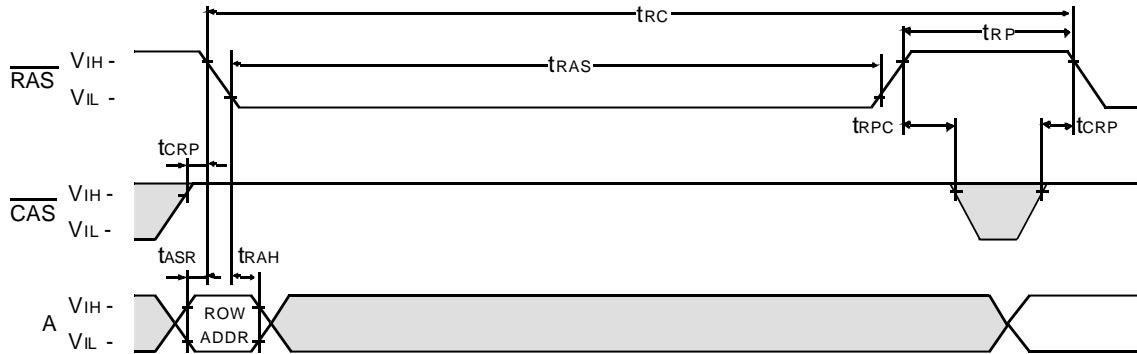 tRC
tRP
RAS
VIH -
VIL -
tRAS
tRPC
tCRP
tCRP
CAS
VIH -
VIL -
tASR
tRAH
A
VIH -
VIL -
ROW
ADDR